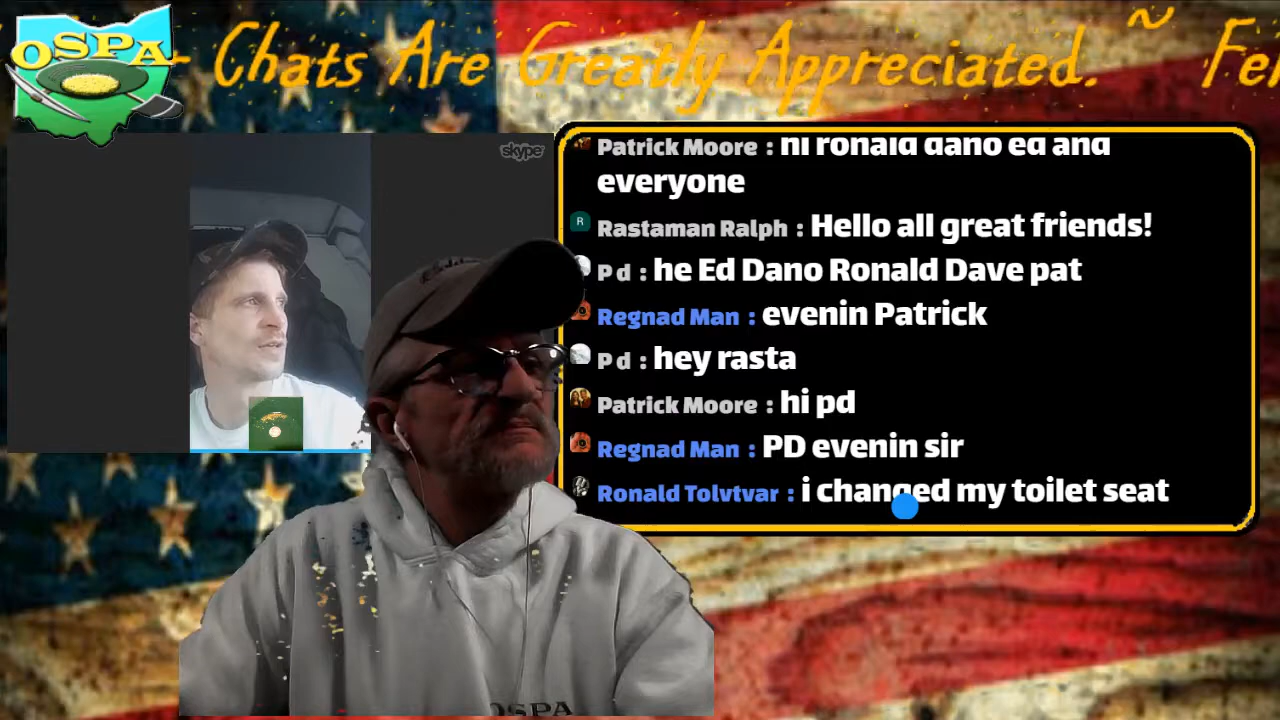 OSPA
- Chats Are Greatly Appreciated. ~ Fe
skype
Patrick Moore : hi ronald dano ed and
everyone
R
Rastaman Ralph : Hello all great friends!
P d : he Ed Dano Ronald Dave pat
Regnad Man : evenin Patrick
P d : hey rasta
Patrick Moore : hi pd
Regnad Man : PD evenin sir
Ronald Tolvtvar : i changed my toilet seat
OSPA